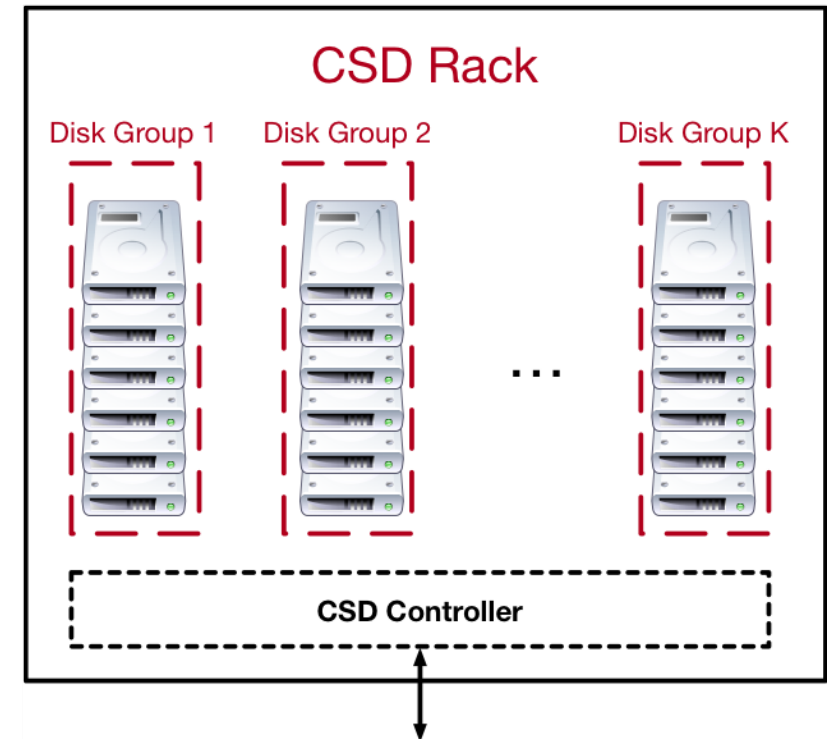 CSD Rack
Disk Group 1
Disk Group 2
Disk Group K
...
CSD Controller